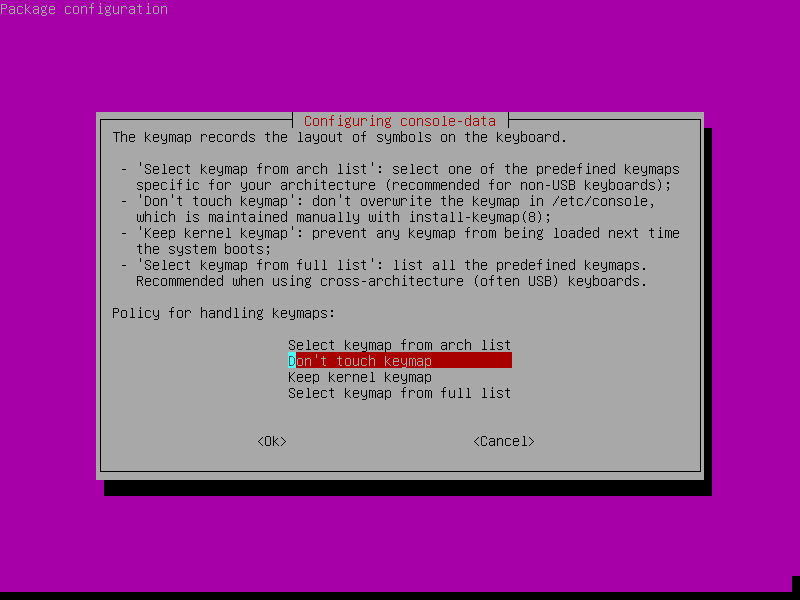 Package configuration
Configuring console-data
The keymap records the layout of symbols on the keyboard.
- 'Select keymap from arch list': select one of the predefined keymaps
specific for your architecture (recommended for non-USB keyboards);
- 'Don't touch keymap': don't overwrite the keymap in /etc/console,
which is maintained manually with install-keymap(8);
- 'Keep kernel keymap': prevent any keymap from being loaded next time
the system boots;
- 'Select keymap from full list': list all the predefined keymaps.
Recommended when using cross-architecture (often USB) keyboards.
Policy for handling keymaps:
Select keymap from arch list
Don't touch keymap
Keep kernel keymap
Select keymap from full list
<Ok> <Cancel>